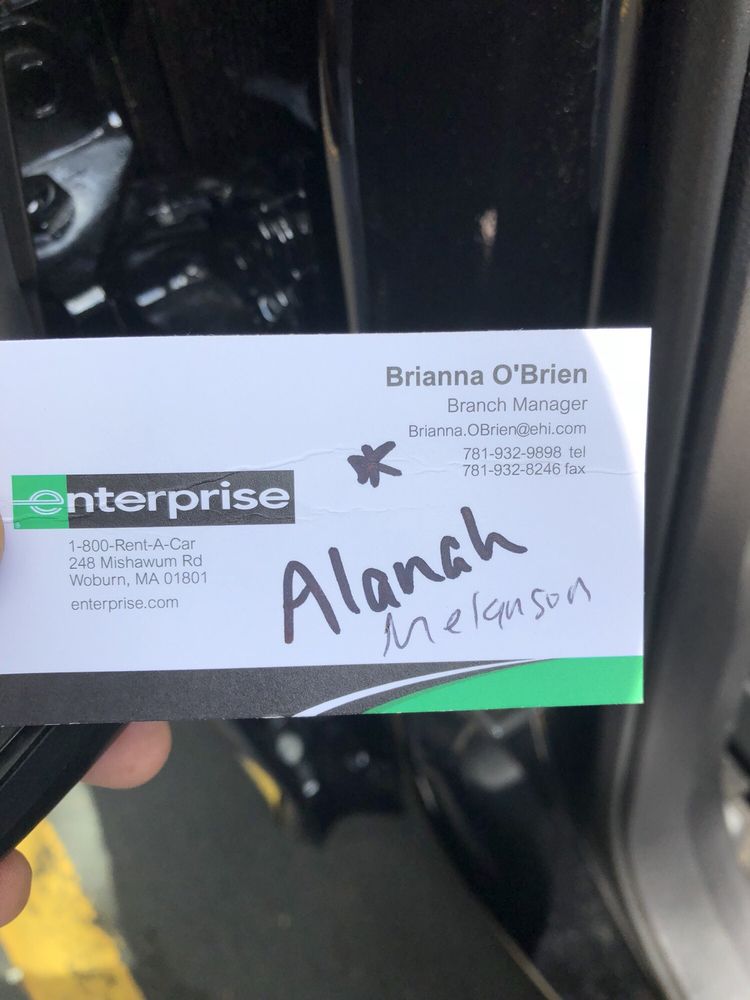 Brianna O'Brien
Branch Manager
Brianna.OBrien@ehi.com
781-932-9898 tel
781-932-8246 fax
enterprise
1-800-Rent-A-Car
248 Mishawum Rd
Woburn, MA 01801
enterprise.com
Alanah
Melanson